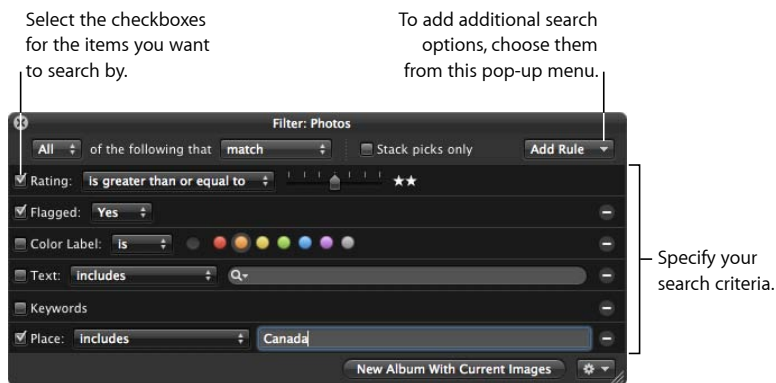 Select the checkboxes
for the items you want
to search by.
To add additional search
options, choose them
from this pop-up menu.
Filter: Photos
All of the following that match Stack picks only Add Rule
Rating: is greater than or equal to ★★
Flagged: Yes
Color Label: is
Text: includes
Keywords
Place: includes Canada
Specify your
search criteria.
New Album With Current Images